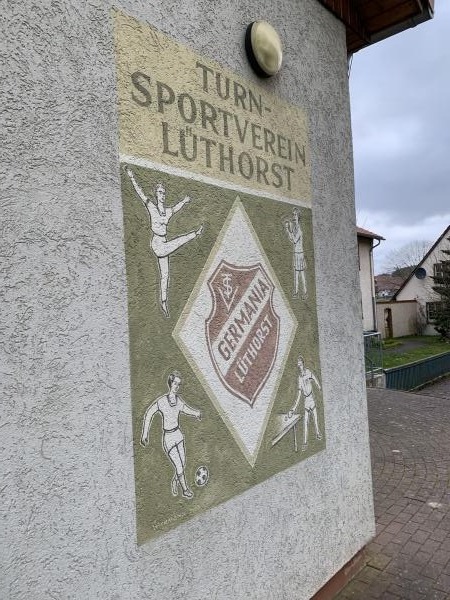 TURN-
SPORTVEREIN
LÜTHORST
TSV
GERMANIA
LÜTHORST